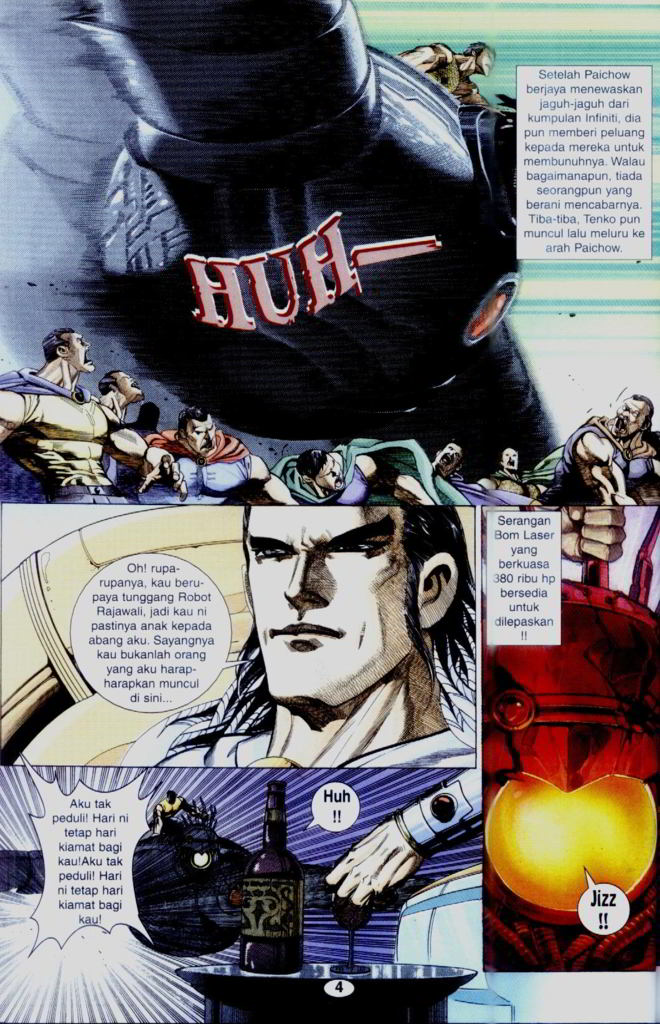 Setelah Paichow
berjaya menewaskan
jaguh-jaguh dari
kumpulan Infiniti, dia
pun memberi peluang
kepada mereka untuk
membunuhnya. Walau
bagaimanapun, tiada
seorangpun yang
berani mencabarnya.
Tiba-tiba, Tenko pun
muncul lalu meluru ke
arah Paichow.
HUH—
Oh! rupa-
rupanya, kau beru-
paya tunggang Robot
Rajawali, jadi kau ni
pastinya anak kepada
abang aku. Sayangnya
kau bukanlah orang
yang aku harap-
harapkan muncul
di sini...
Serangan
Bom Laser
yang
berkuasa
380 ribu hp
bersedia
untuk
dilepaskan
!!
Aku tak
peduli! Hari ni
tetap hari
kiamat bagi
kau!Aku tak
peduli! Hari
ni tetap hari
kiamat bagi
kau!
Huh
!!
Jizz
!!
4